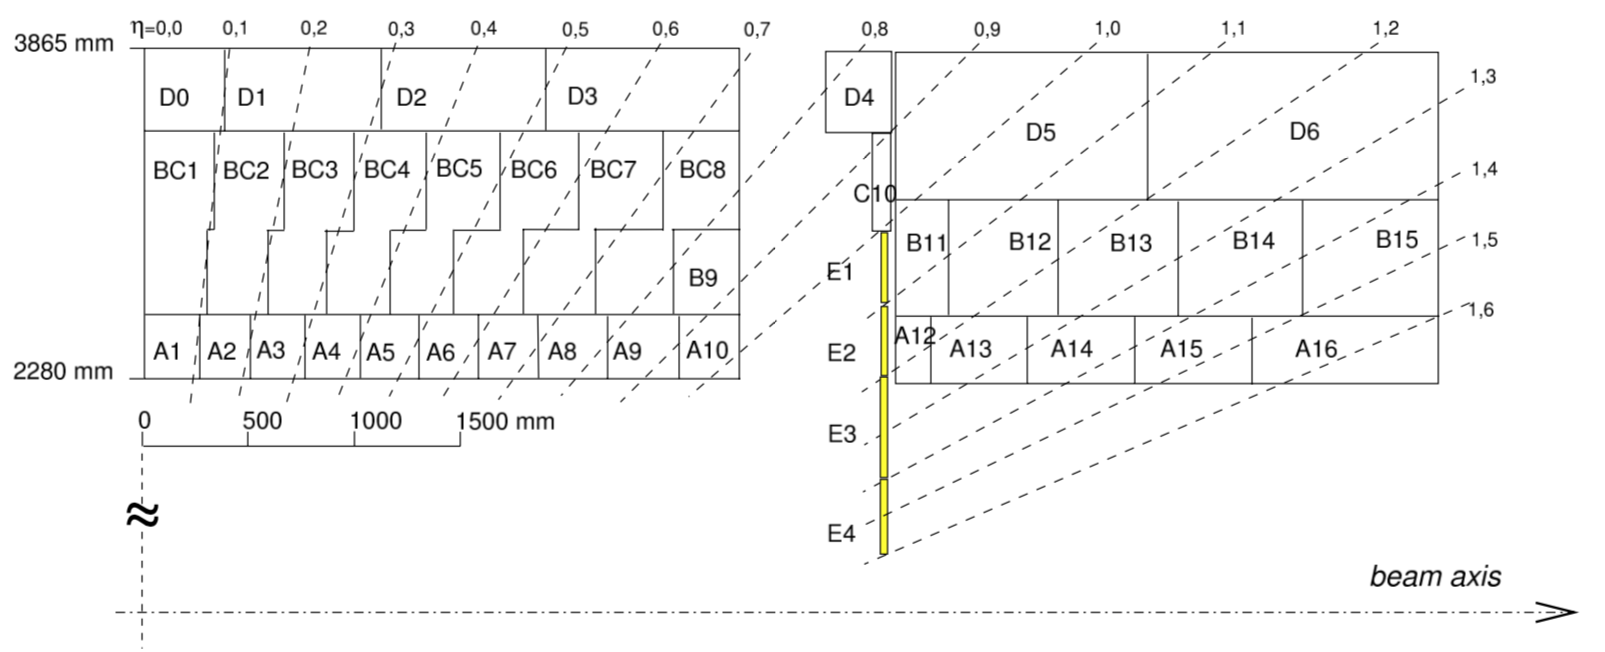 η=0,0 0,1 0,2 0,3 0,4 0,5 0,6 0,7 0,8 0,9 1,0 1,1 1,2
3865 mm
1,3
D0 D1 D2 D3 D4
D5 D6
BC1 BC2 BC3 BC4 BC5 BC6 BC7 BC8
1,4
C10
B11 B12 B13 B14 B15
1,5
B9
E1
1,6
A12
A1 A2 A3 A4 A5 A6 A7 A8 A9 A10
E2
A13 A14 A15 A16
2280 mm
0 500 1000 1500 mm
E3
≈
E4
beam axis